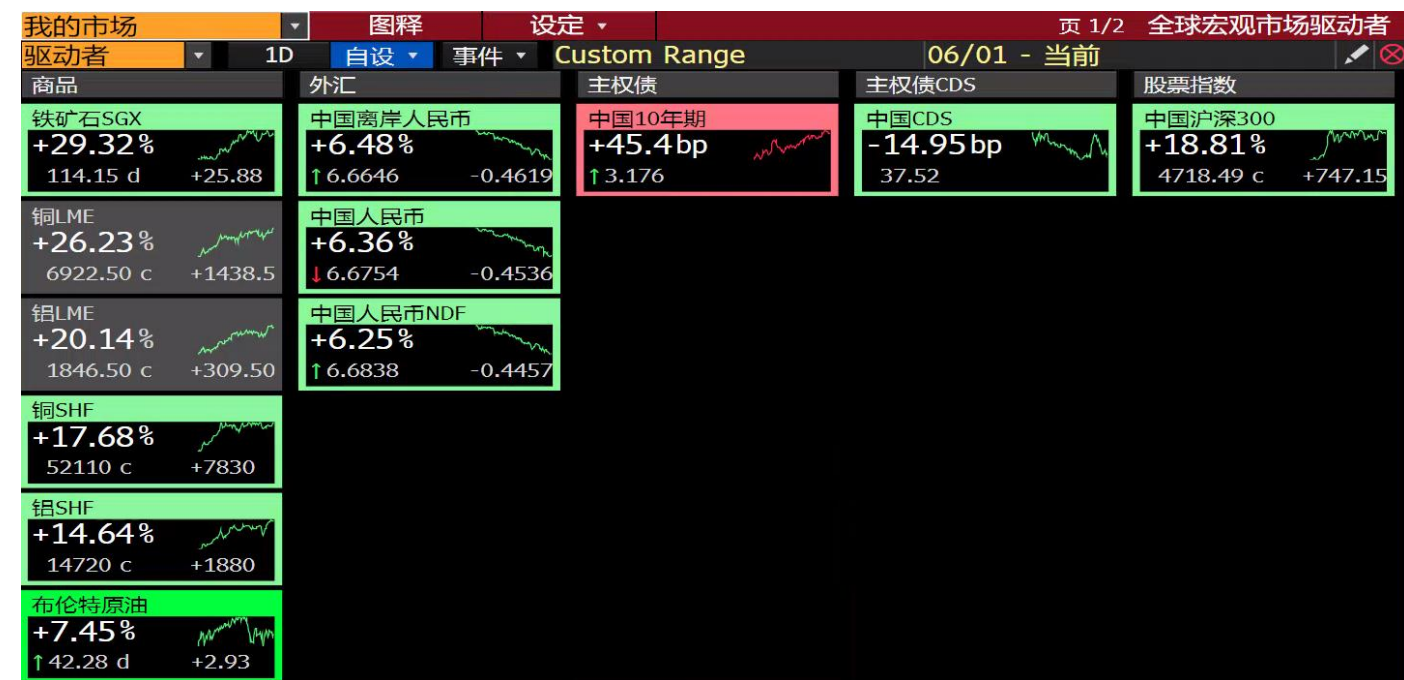 我的市场 图释 设定 页 1/2 全球宏观市场驱动者
驱动者 1D 自设 事件 Custom Range 06/01 - 当前
商品 外汇 主权债 主权债CDS 股票指数
铁矿石SGX 中国离岸人民币 中国10年期 中国CDS 中国沪深300
+29.32% +6.48% +45.4bp -14.95bp +18.81%
114.15 d +25.88 ↑6.6646 -0.4619 ↑3.176 37.52 4718.49 c +747.15
铜LME 中国人民币
+26.23% +6.36%
6922.50 c +1438.5 ↓6.6754 -0.4536
铝LME 中国人民币NDF
+20.14% +6.25%
1846.50 c +309.50 ↑6.6838 -0.4457
铜SHF
+17.68%
52110 c +7830
铝SHF
+14.64%
14720 c +1880
布伦特原油
+7.45%
↑42.28 d +2.93